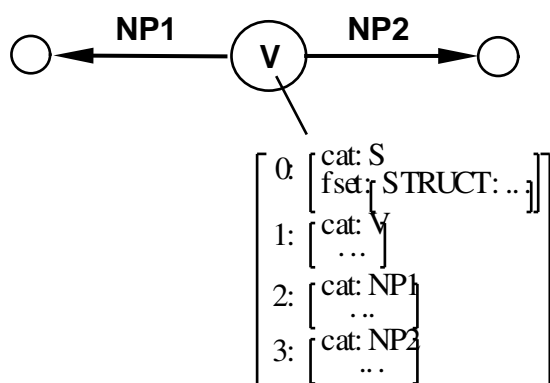 NP1 NP2
V
0: cat: S
fset: STRUCT: ...
1: cat: V
...
2: cat: NP1
...
3: cat: NP2
...